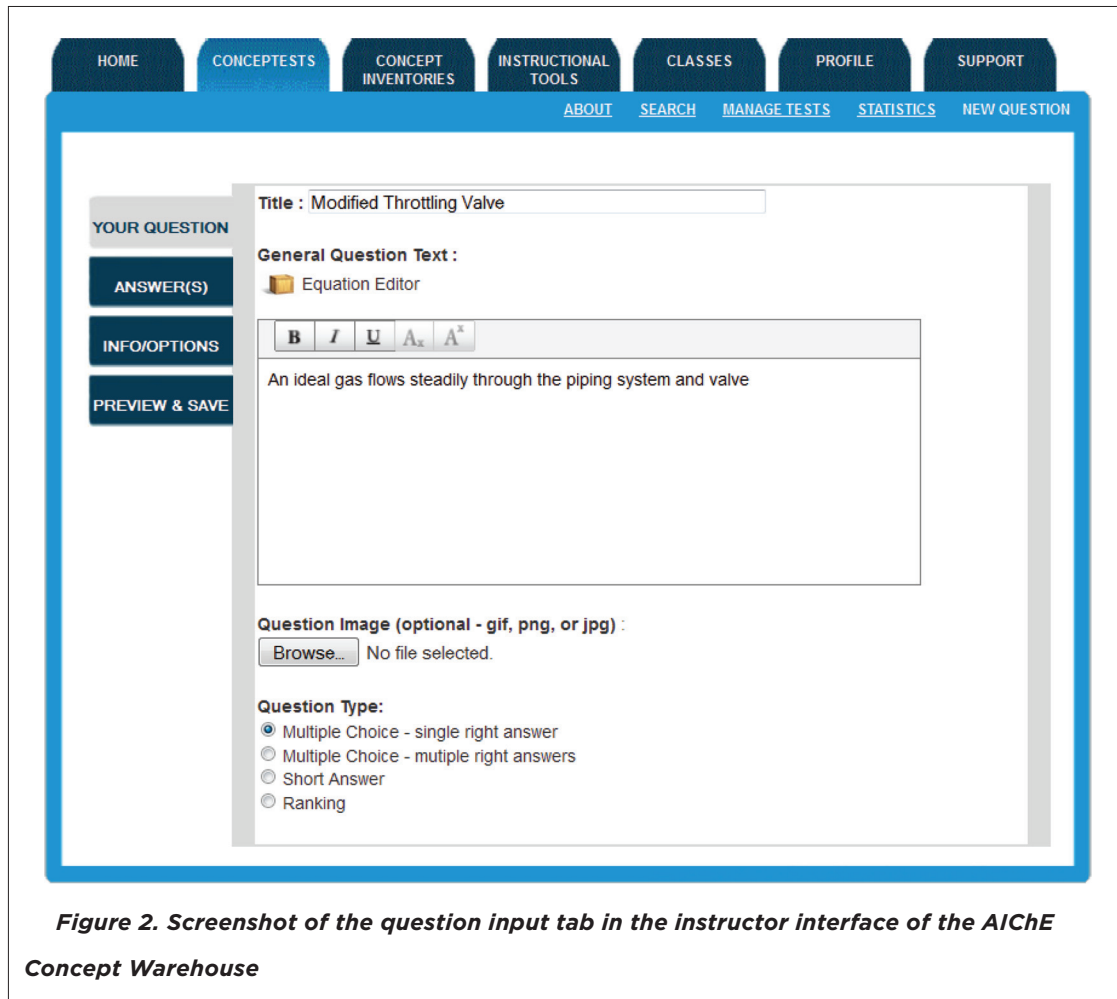 HOME CONCEPTESTS CONCEPT INVENTORIES INSTRUCTIONAL TOOLS CLASSES PROFILE SUPPORT
ABOUT SEARCH MANAGE TESTS STATISTICS NEW QUESTION
YOUR QUESTION
ANSWER(S)
INFO/OPTIONS
PREVIEW & SAVE
Title : Modified Throttling Valve
General Question Text :
Equation Editor
B I U Ax Ax
An ideal gas flows steadily through the piping system and valve
Question Image (optional - gif, png, or jpg) :
Browse... No file selected.
Question Type:
Multiple Choice - single right answer
Multiple Choice - mutiple right answers
Short Answer
Ranking
Figure 2. Screenshot of the question input tab in the instructor interface of the AIChE
Concept Warehouse